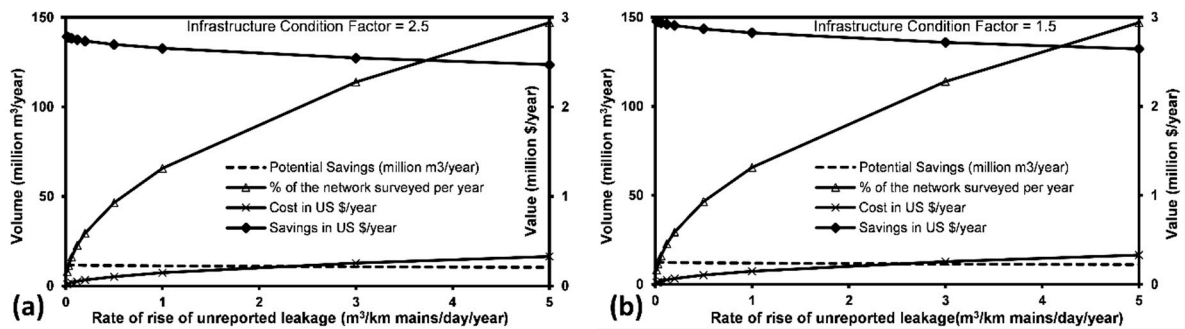 Infrastructure Condition Factor = 2.5
150
100
50
0
3
2
1
0
Volume (million m³/year)
Value (million $/year)
Potential Savings (million m3/year)
% of the network surveyed per year
Cost in US $/year
Savings in US $/year
0 1 2 3 4 5
Rate of rise of unreported leakage (m³/km mains/day/year)
(a)
Infrastructure Condition Factor = 1.5
150
100
50
0
3
2
1
0
Volume (million m³/year)
Value (million $/year)
Potential Savings (million m3/year)
% of the network surveyed per year
Cost in US $/year
Savings in US $/year
0 1 2 3 4 5
Rate of rise of unreported leakage(m³/km mains/day/year)
(b)